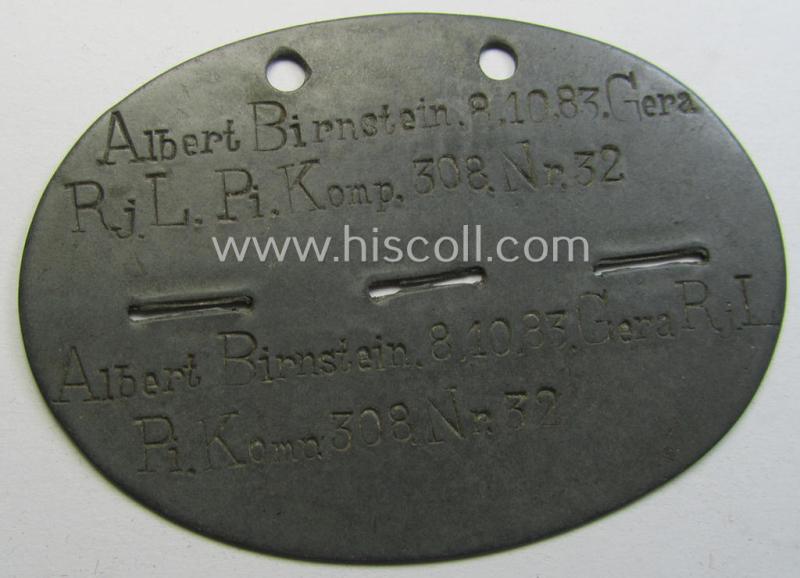 Albert Birnstein. 8.10.83. Gera
R.j.L. Pi. Komp. 308. Nr. 32
www.hiscoll.com
Albert Birnstein. 8.10.83. Gera R.j.L
Pi. Komp. 308. Nr. 32